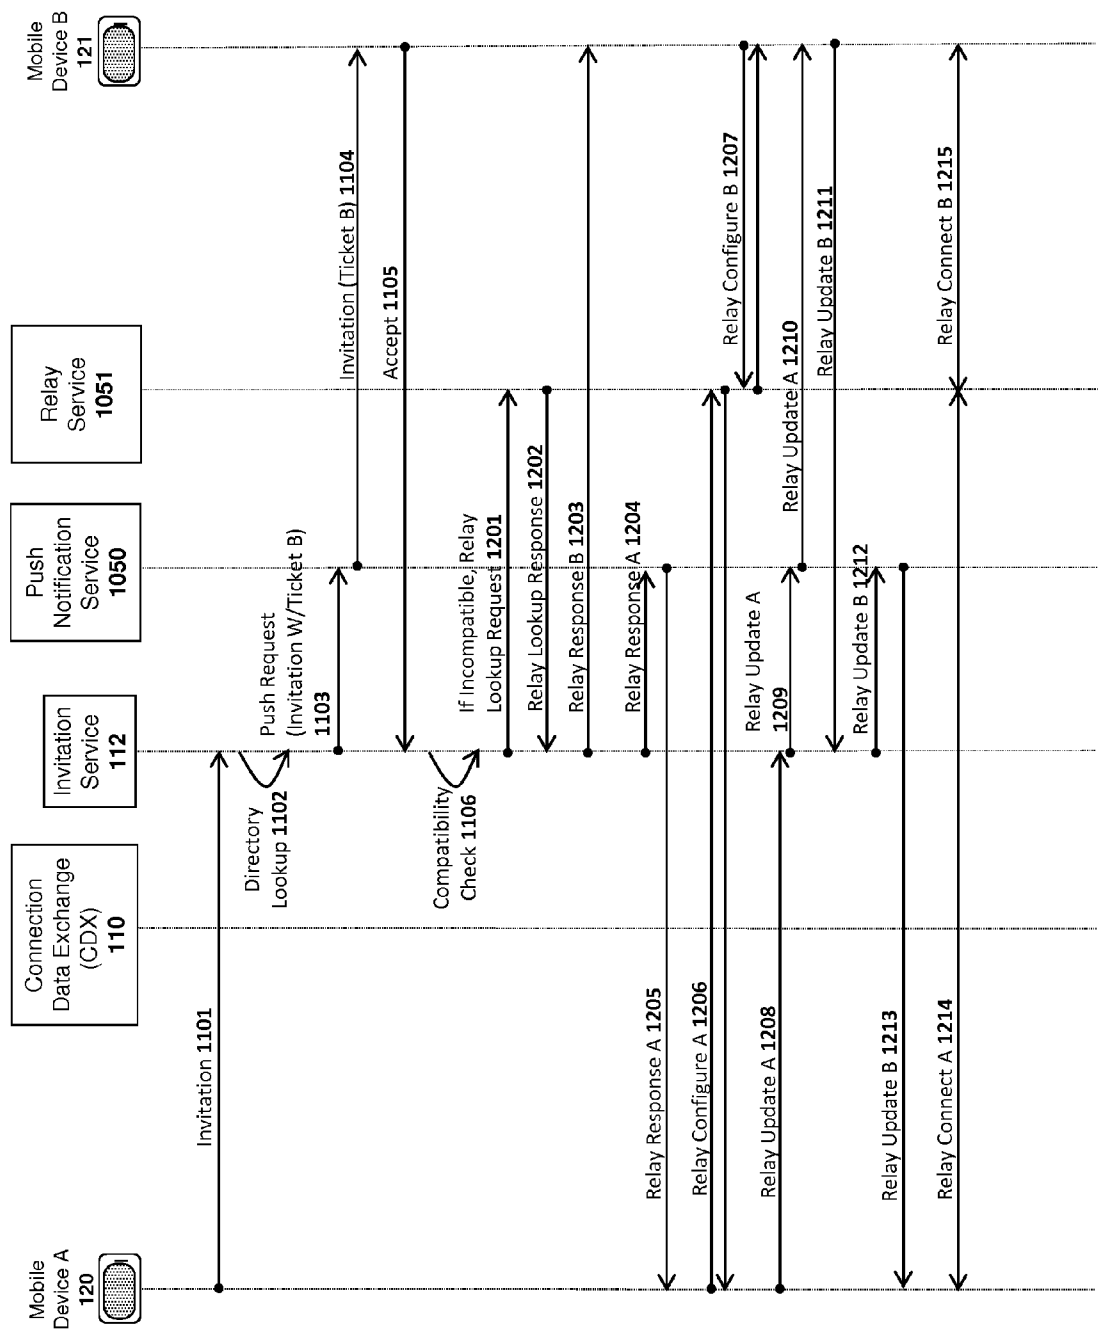 Mobile
Device A
120
Connection
Data Exchange
(CDX)
110
Invitation
Service
112
Push
Notification
Service
1050
Relay
Service
1051
Mobile
Device B
121
Invitation 1101
Directory
Lookup 1102
Push Request
(Invitation W/Ticket B)
1103
Invitation (Ticket B) 1104
Accept 1105
Compatibility
Check 1106
If Incompatible, Relay
Lookup Request 1201
Relay Lookup Response 1202
Relay Response B 1203
Relay Response A 1204
Relay Response A 1205
Relay Configure A 1206
Relay Configure B 1207
Relay Update A 1208
Relay Update A
1209
Relay Update A 1210
Relay Update B 1211
Relay Update B 1212
Relay Update B 1213
Relay Connect A 1214
Relay Connect B 1215